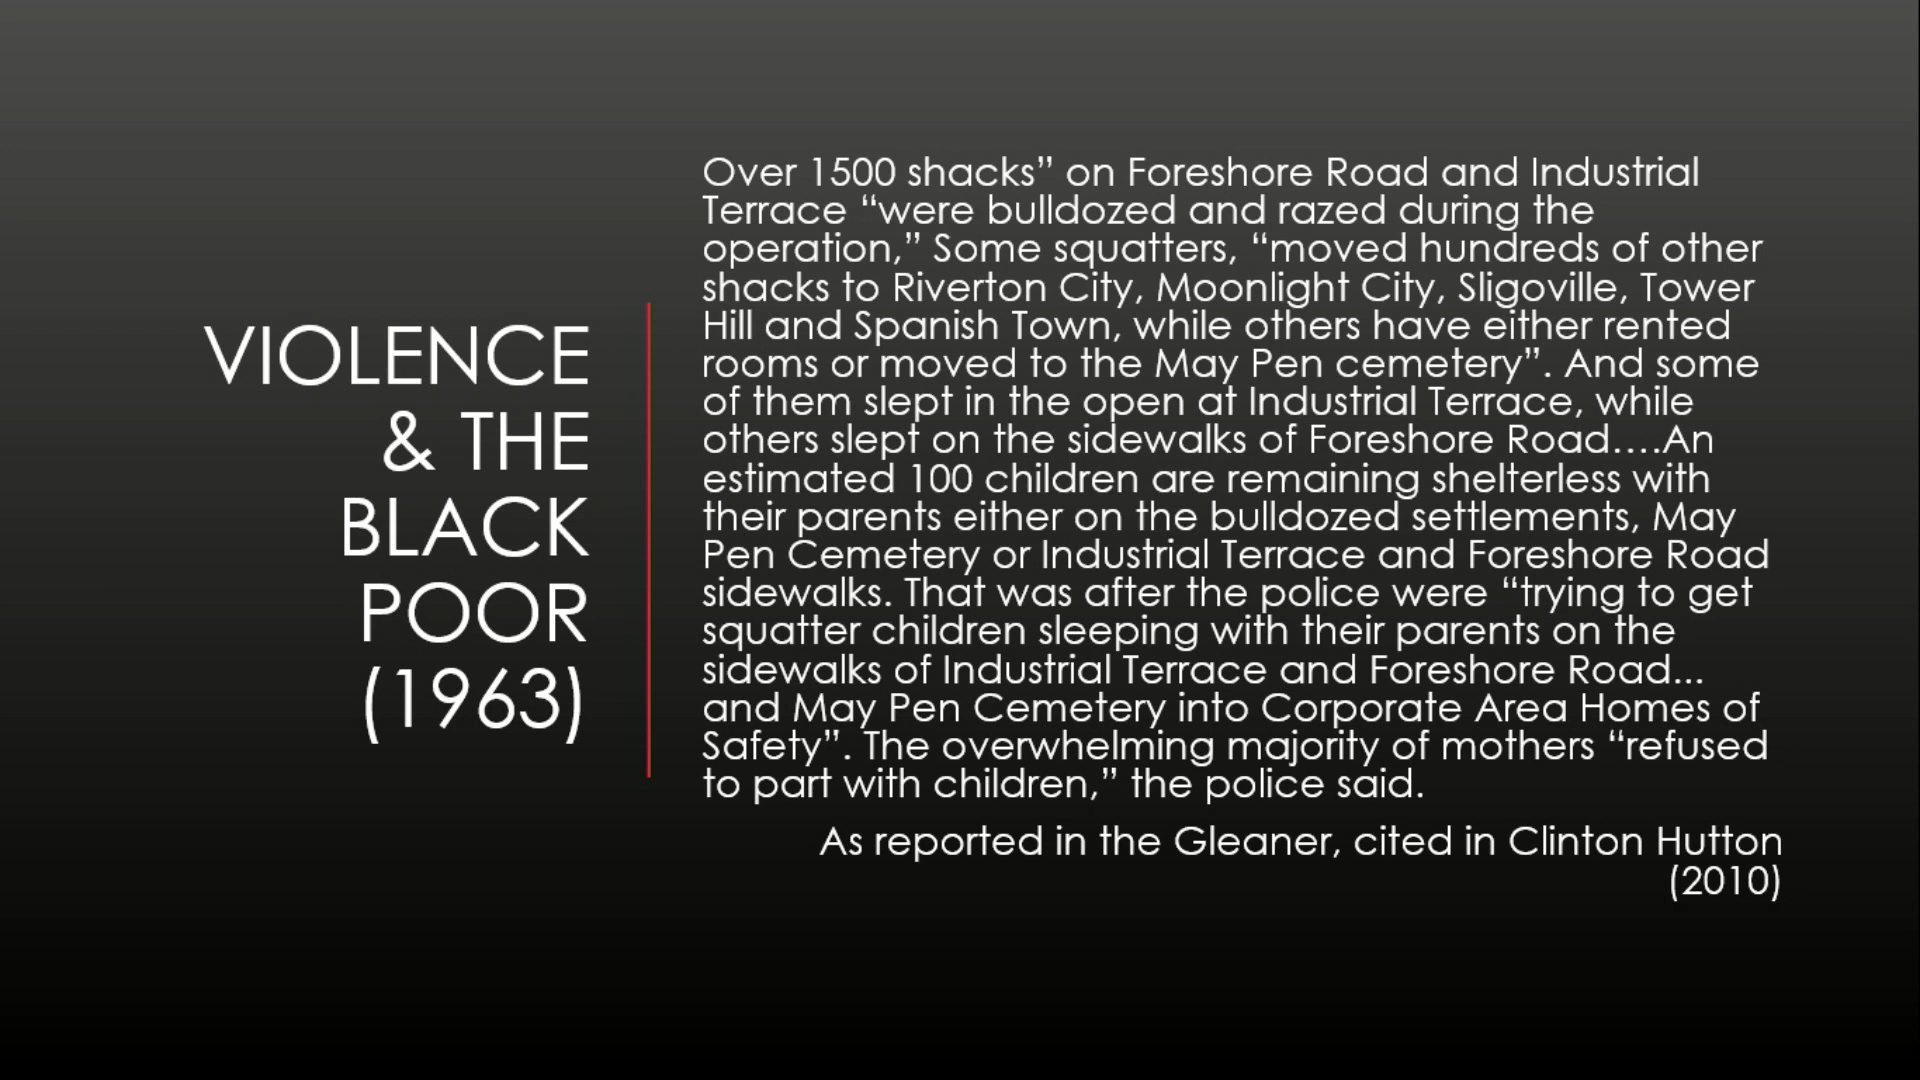 VIOLENCE
& THE
BLACK
POOR
(1963)
Over 1500 shacks” on Foreshore Road and Industrial
Terrace “were bulldozed and razed during the
operation,” Some squatters, “moved hundreds of other
shacks to Riverton City, Moonlight City, Sligoville, Tower
Hill and Spanish Town, while others have either rented
rooms or moved to the May Pen cemetery”. And some
of them slept in the open at Industrial Terrace, while
others slept on the sidewalks of Foreshore Road….An
estimated 100 children are remaining shelterless with
their parents either on the bulldozed settlements, May
Pen Cemetery or Industrial Terrace and Foreshore Road
sidewalks. That was after the police were “trying to get
squatter children sleeping with their parents on the
sidewalks of Industrial Terrace and Foreshore Road...
and May Pen Cemetery into Corporate Area Homes of
Safety”. The overwhelming majority of mothers “refused
to part with children,” the police said.
As reported in the Gleaner, cited in Clinton Hutton
(2010)